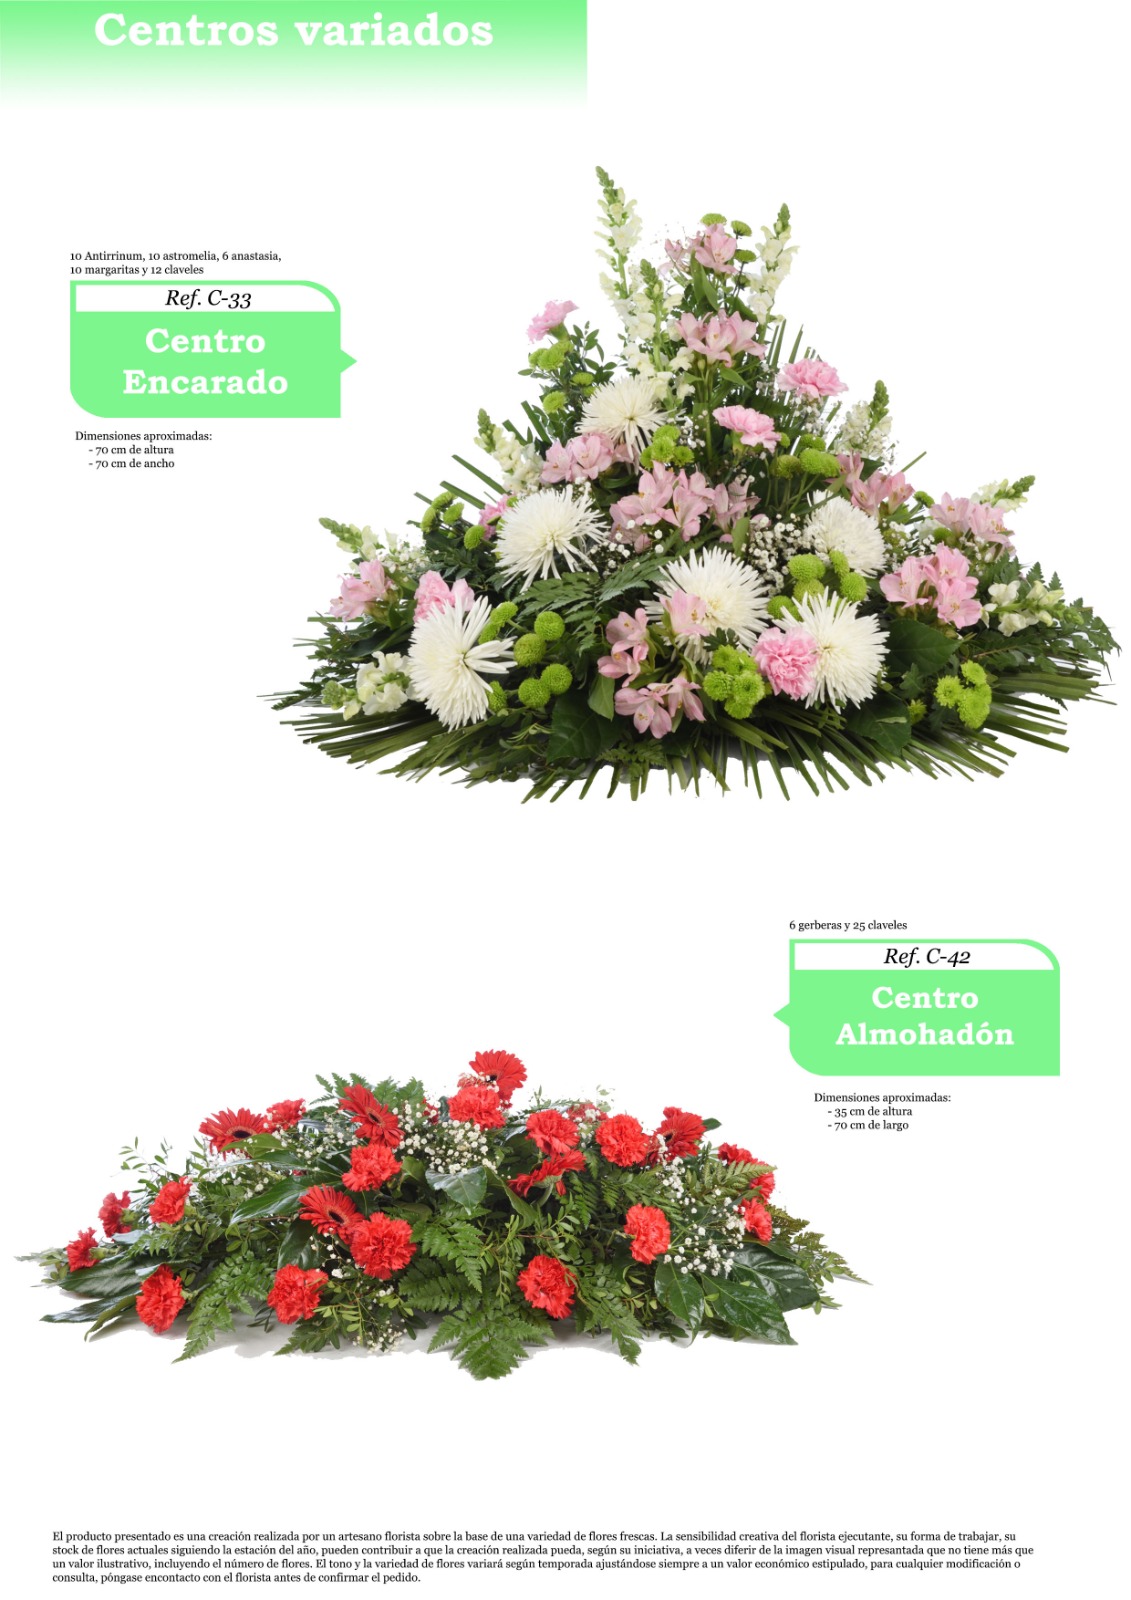 Centros variados
10 Antirrinum, 10 astromelia, 6 anastasia,
10 margaritas y 12 claveles
Ref. C-33
Centro
Encarado
Dimensiones aproximadas:
- 70 cm de altura
- 70 cm de ancho
6 gerberas y 25 claveles
Ref. C-42
Centro
Almohadón
Dimensiones aproximadas:
- 35 cm de altura
- 70 cm de largo
El producto presentado es una creación realizada por un artesano florista sobre la base de una variedad de flores frescas. La sensibilidad creativa del florista ejecutante, su forma de trabajar, su
stock de flores actuales siguiendo la estación del año, pueden contribuir a que la creación realizada pueda, según su iniciativa, a veces diferir de la imagen visual represantada que no tiene más que
un valor ilustrativo, incluyendo el número de flores. El tono y la variedad de flores variará según temporada ajustándose siempre a un valor económico estipulado, para cualquier modificación o
consulta, póngase encontacto con el florista antes de confirmar el pedido.